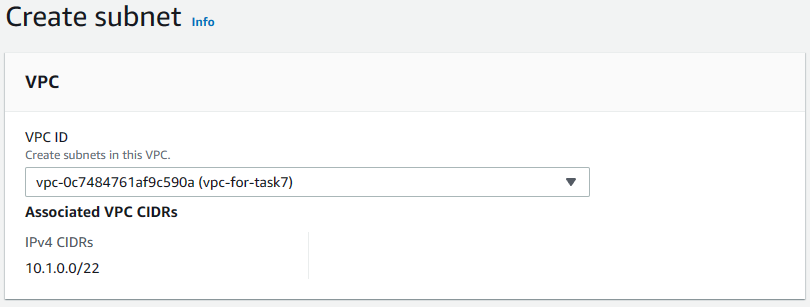 Create subnet Info
VPC
VPC ID
Create subnets in this VPC.
vpc-0c7484761af9c590a (vpc-for-task7)
Associated VPC CIDRs
IPv4 CIDRs
10.1.0.0/22